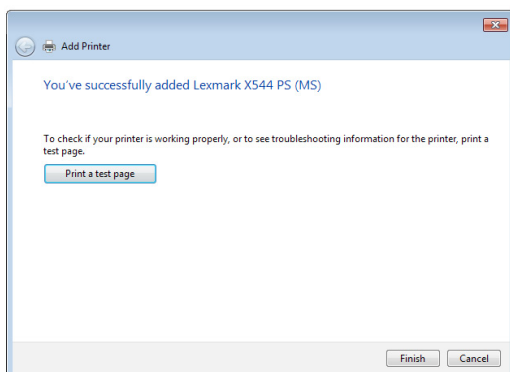 Add Printer
You've successfully added Lexmark X544 PS (MS)
To check if your printer is working properly, or to see troubleshooting information for the printer, print a
test page.
Print a test page
Finish Cancel